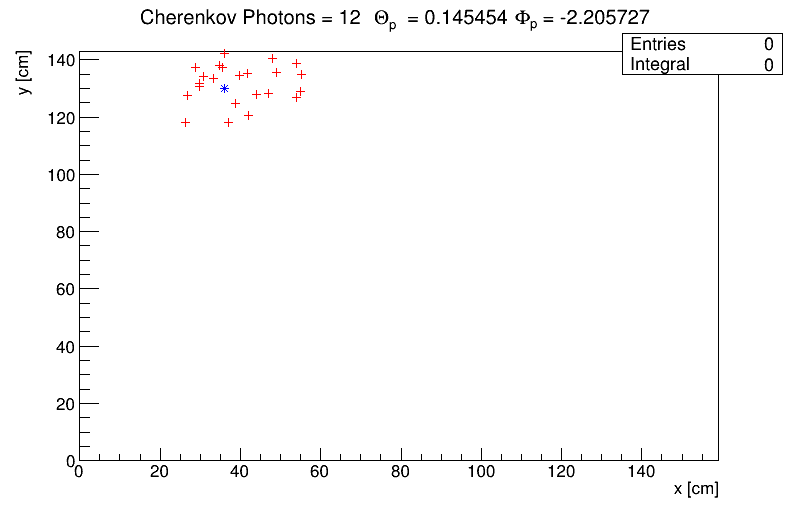 Cherenkov Photons = 12 Θp = 0.145454 Φp = -2.205727
Entries 0
Integral 0
y [cm]
140
120
100
80
60
40
20
0
0 20 40 60 80 100 120 140
x [cm]